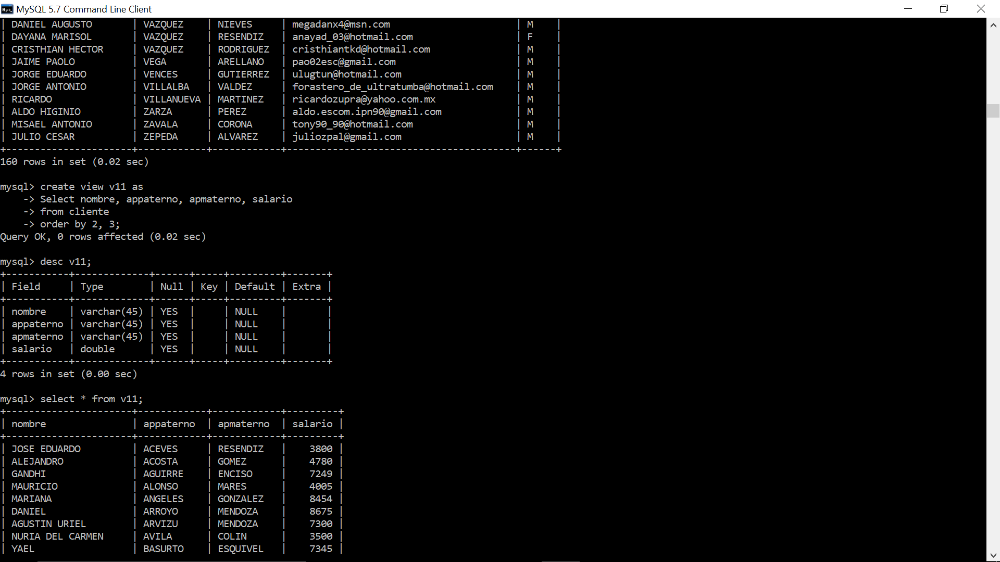 MySQL 5.7 Command Line Client
| DANIEL AUGUSTO       | VAZQUEZ    | NIEVES     | megadanx4@msn.com                      | M    |
| DAYANA MARISOL       | VAZQUEZ    | RESENDIZ   | anayad_03@hotmail.com                  | F    |
| CRISTHIAN HECTOR     | VAZQUEZ    | RODRIGUEZ  | cristhiantkd@hotmail.com               | M    |
| JAIME PAOLO          | VEGA       | ARELLANO   | pao02esc@gmail.com                     | M    |
| JORGE EDUARDO        | VENCES     | GUTIERREZ  | ulugtun@hotmail.com                    | M    |
| JORGE ANTONIO        | VILLALBA   | VALDEZ     | forastero_de_ultratumba@hotmail.com    | M    |
| RICARDO              | VILLANUEVA | MARTINEZ   | ricardozupra@yahoo.com.mx              | M    |
| ALDO HIGINIO         | ZARZA      | PEREZ      | aldo.escom.ipn90@gmail.com             | M    |
| MISAEL ANTONIO       | ZAVALA     | CORONA     | tony90_90@hotmail.com                  | M    |
| JULIO CESAR          | ZEPEDA     | ALVAREZ    | juliozpal@gmail.com                    | M    |
+----------------------+------------+------------+----------------------------------------+------+
160 rows in set (0.02 sec)
mysql> create view v11 as
    -> Select nombre, appaterno, apmaterno, salario
    -> from cliente
    -> order by 2, 3;
Query OK, 0 rows affected (0.02 sec)
mysql> desc v11;
+-----------+-------------+------+-----+---------+-------+
| Field     | Type        | Null | Key | Default | Extra |
+-----------+-------------+------+-----+---------+-------+
| nombre    | varchar(45) | YES  |     | NULL    |       |
| appaterno | varchar(45) | YES  |     | NULL    |       |
| apmaterno | varchar(45) | YES  |     | NULL    |       |
| salario   | double      | YES  |     | NULL    |       |
+-----------+-------------+------+-----+---------+-------+
4 rows in set (0.00 sec)
mysql> select * from v11;
+----------------------+------------+------------+---------+
| nombre               | appaterno  | apmaterno  | salario |
+----------------------+------------+------------+---------+
| JOSE EDUARDO         | ACEVES     | RESENDIZ   |    3800 |
| ALEJANDRO            | ACOSTA     | GOMEZ      |    4780 |
| GANDHI               | AGUIRRE    | ENCISO     |    7249 |
| MAURICIO             | ALONSO     | MARES      |    4005 |
| MARIANA              | ANGELES    | GONZALEZ   |    8454 |
| DANIEL               | ARROYO     | MENDOZA    |    8675 |
| AGUSTIN URIEL        | ARVIZU     | MENDOZA    |    7300 |
| NURIA DEL CARMEN     | AVILA      | COLIN      |    3500 |
| YAEL                 | BASURTO    | ESQUIVEL   |    7345 |